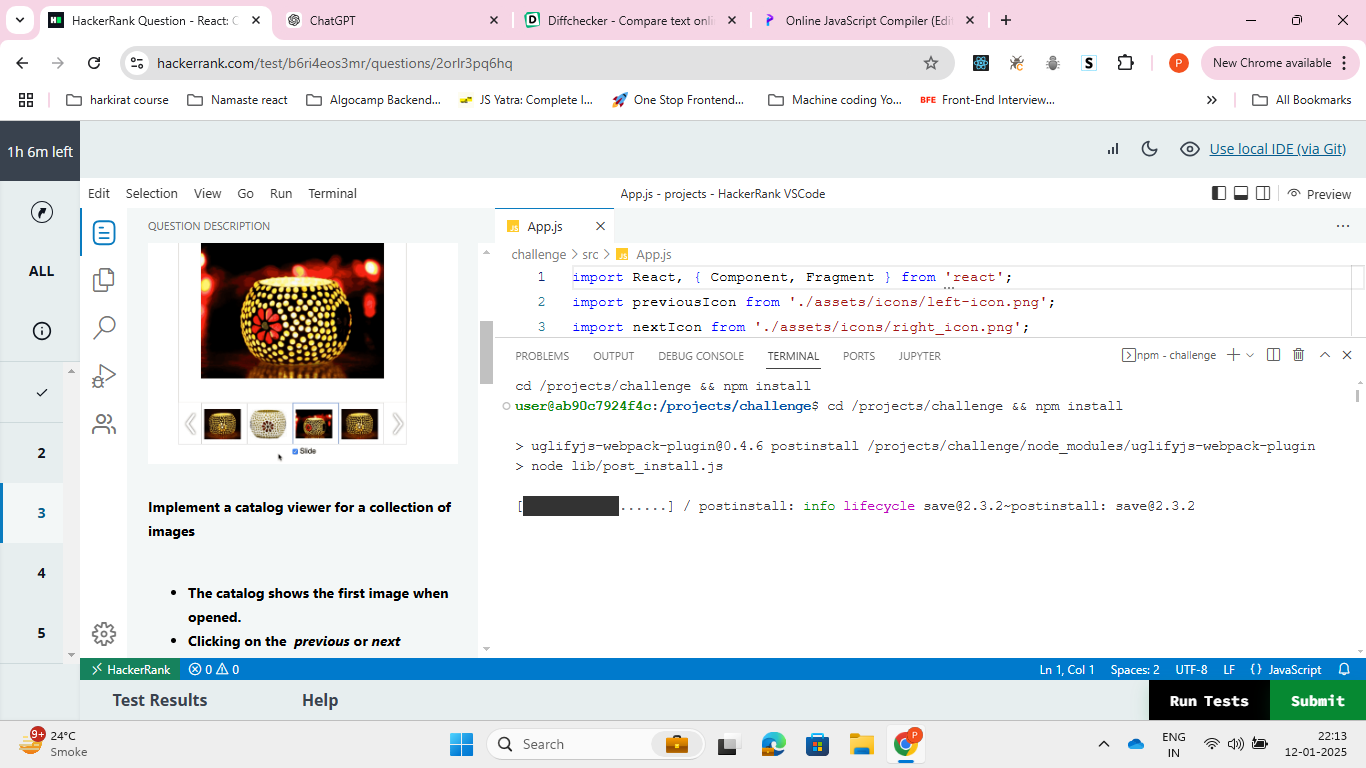 HackerRank Question - React: C
ChatGPT
Diffchecker - Compare text onli
Online JavaScript Compiler (Edit
hackerrank.com/test/b6ri4eos3mr/questions/2orlr3pq6hq
New Chrome available
harkirat course
Namaste react
Algocamp Backend...
JS Yatra: Complete I...
One Stop Frontend...
Machine coding Yo...
BFE Front-End Interview...
All Bookmarks
1h 6m left
Use local IDE (via Git)
Edit Selection View Go Run Terminal
App.js - projects - HackerRank VSCode
Preview
ALL
2
3
4
5
QUESTION DESCRIPTION
Slide
Implement a catalog viewer for a collection of
images
• The catalog shows the first image when
opened.
• Clicking on the previous or next
JS App.js
challenge > src > JS App.js
1 import React, { Component, Fragment } from 'react';
2 import previousIcon from './assets/icons/left-icon.png';
3 import nextIcon from './assets/icons/right_icon.png';
PROBLEMS OUTPUT DEBUG CONSOLE TERMINAL PORTS JUPYTER
npm - challenge
cd /projects/challenge && npm install
user@ab90c7924f4c:/projects/challenge$ cd /projects/challenge && npm install
> uglifyjs-webpack-plugin@0.4.6 postinstall /projects/challenge/node_modules/uglifyjs-webpack-plugin
> node lib/post_install.js
[ ......] / postinstall: info lifecycle save@2.3.2~postinstall: save@2.3.2
HackerRank
0 0
Ln 1, Col 1 Spaces: 2 UTF-8 LF {} JavaScript
Test Results
Help
Run Tests
Submit
9+
24°C
Smoke
Search
ENG
IN
22:13
12-01-2025